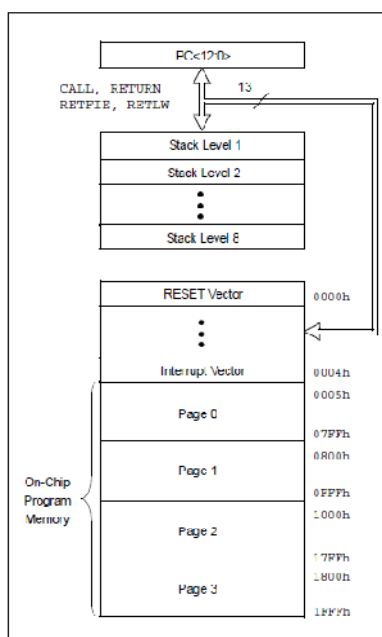 PC<12:0>
CALL, RETURN
RETFIE, RETLW
13
Stack Level 1
Stack Level 2
Stack Level 8
RESET Vector
0000h
Interrupt Vector
0004h
0005h
Page 0
07FFh
0800h
Page 1
0FFFh
1000h
On-Chip
Program
Memory
Page 2
17FFh
1800h
Page 3
1FFFh